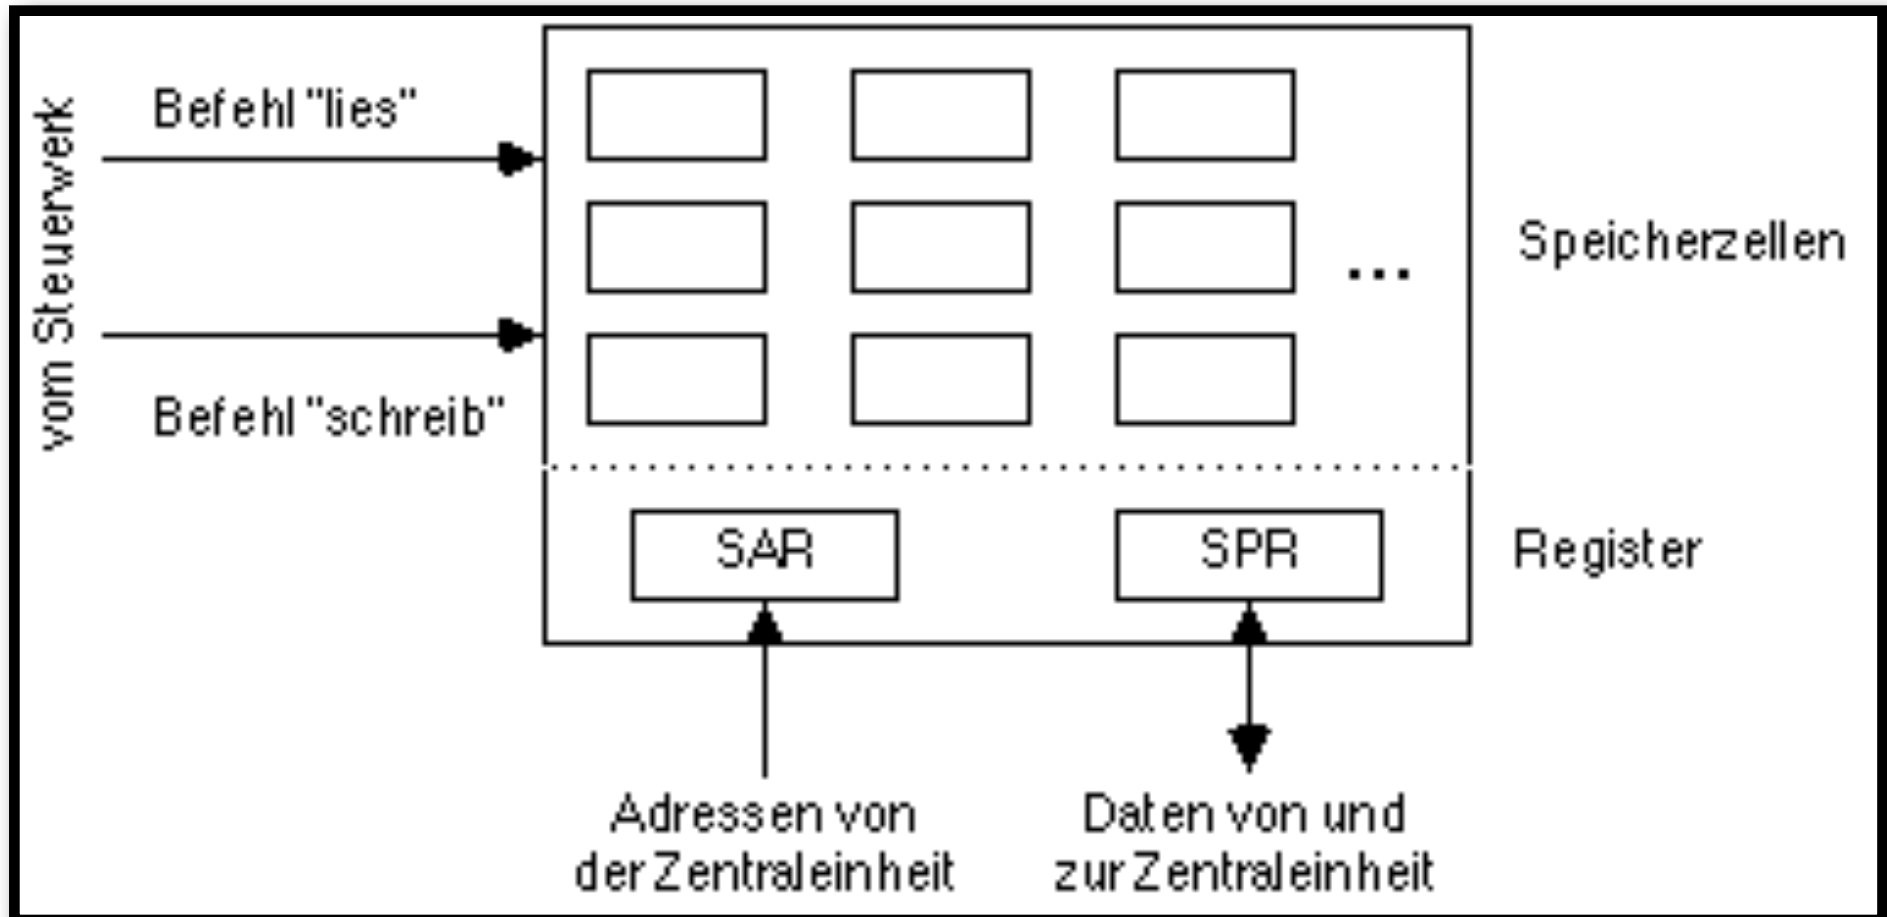 vom Steuerwerk
Befehl "lies"
Befehl "schreib"
...
Speicherzellen
SAR
SPR
Register
Adressen von
der Zentraleinheit
Daten von und
zur Zentraleinheit